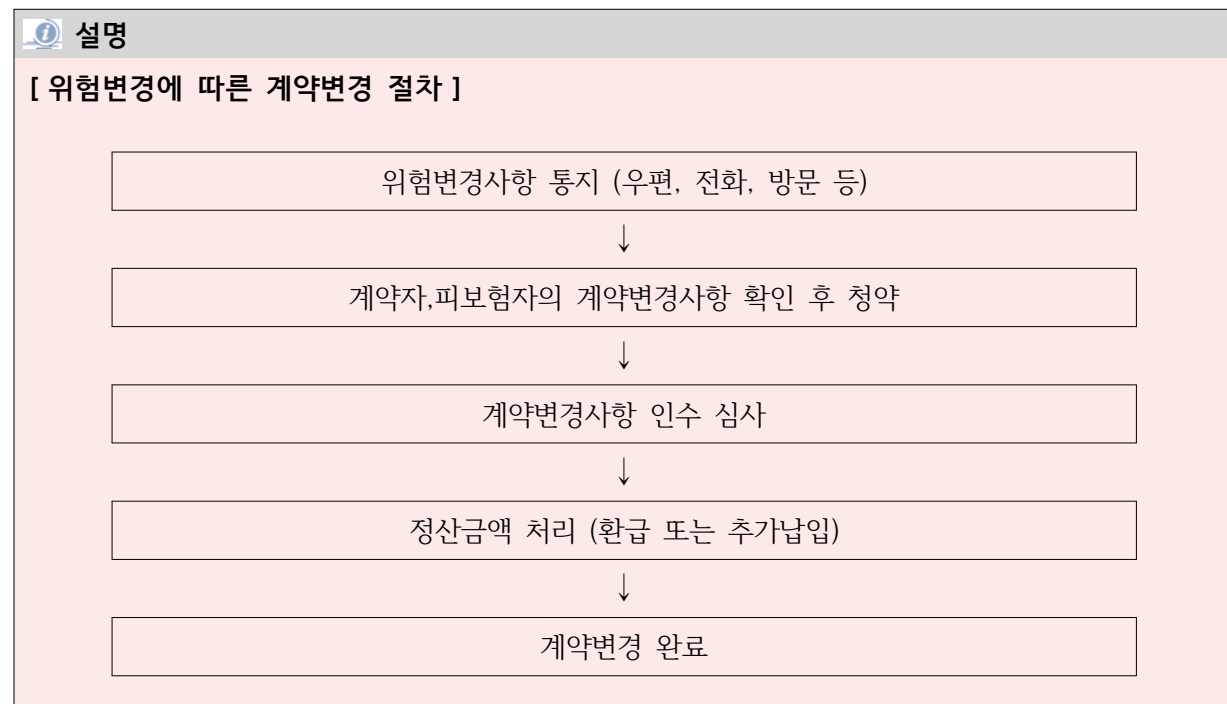 설명
[ 위험변경에 따른 계약변경 절차 ]
위험변경사항 통지 (우편, 전화, 방문 등)
↓
계약자,피보험자의 계약변경사항 확인 후 청약
↓
계약변경사항 인수 심사
↓
정산금액 처리 (환급 또는 추가납입)
↓
계약변경 완료